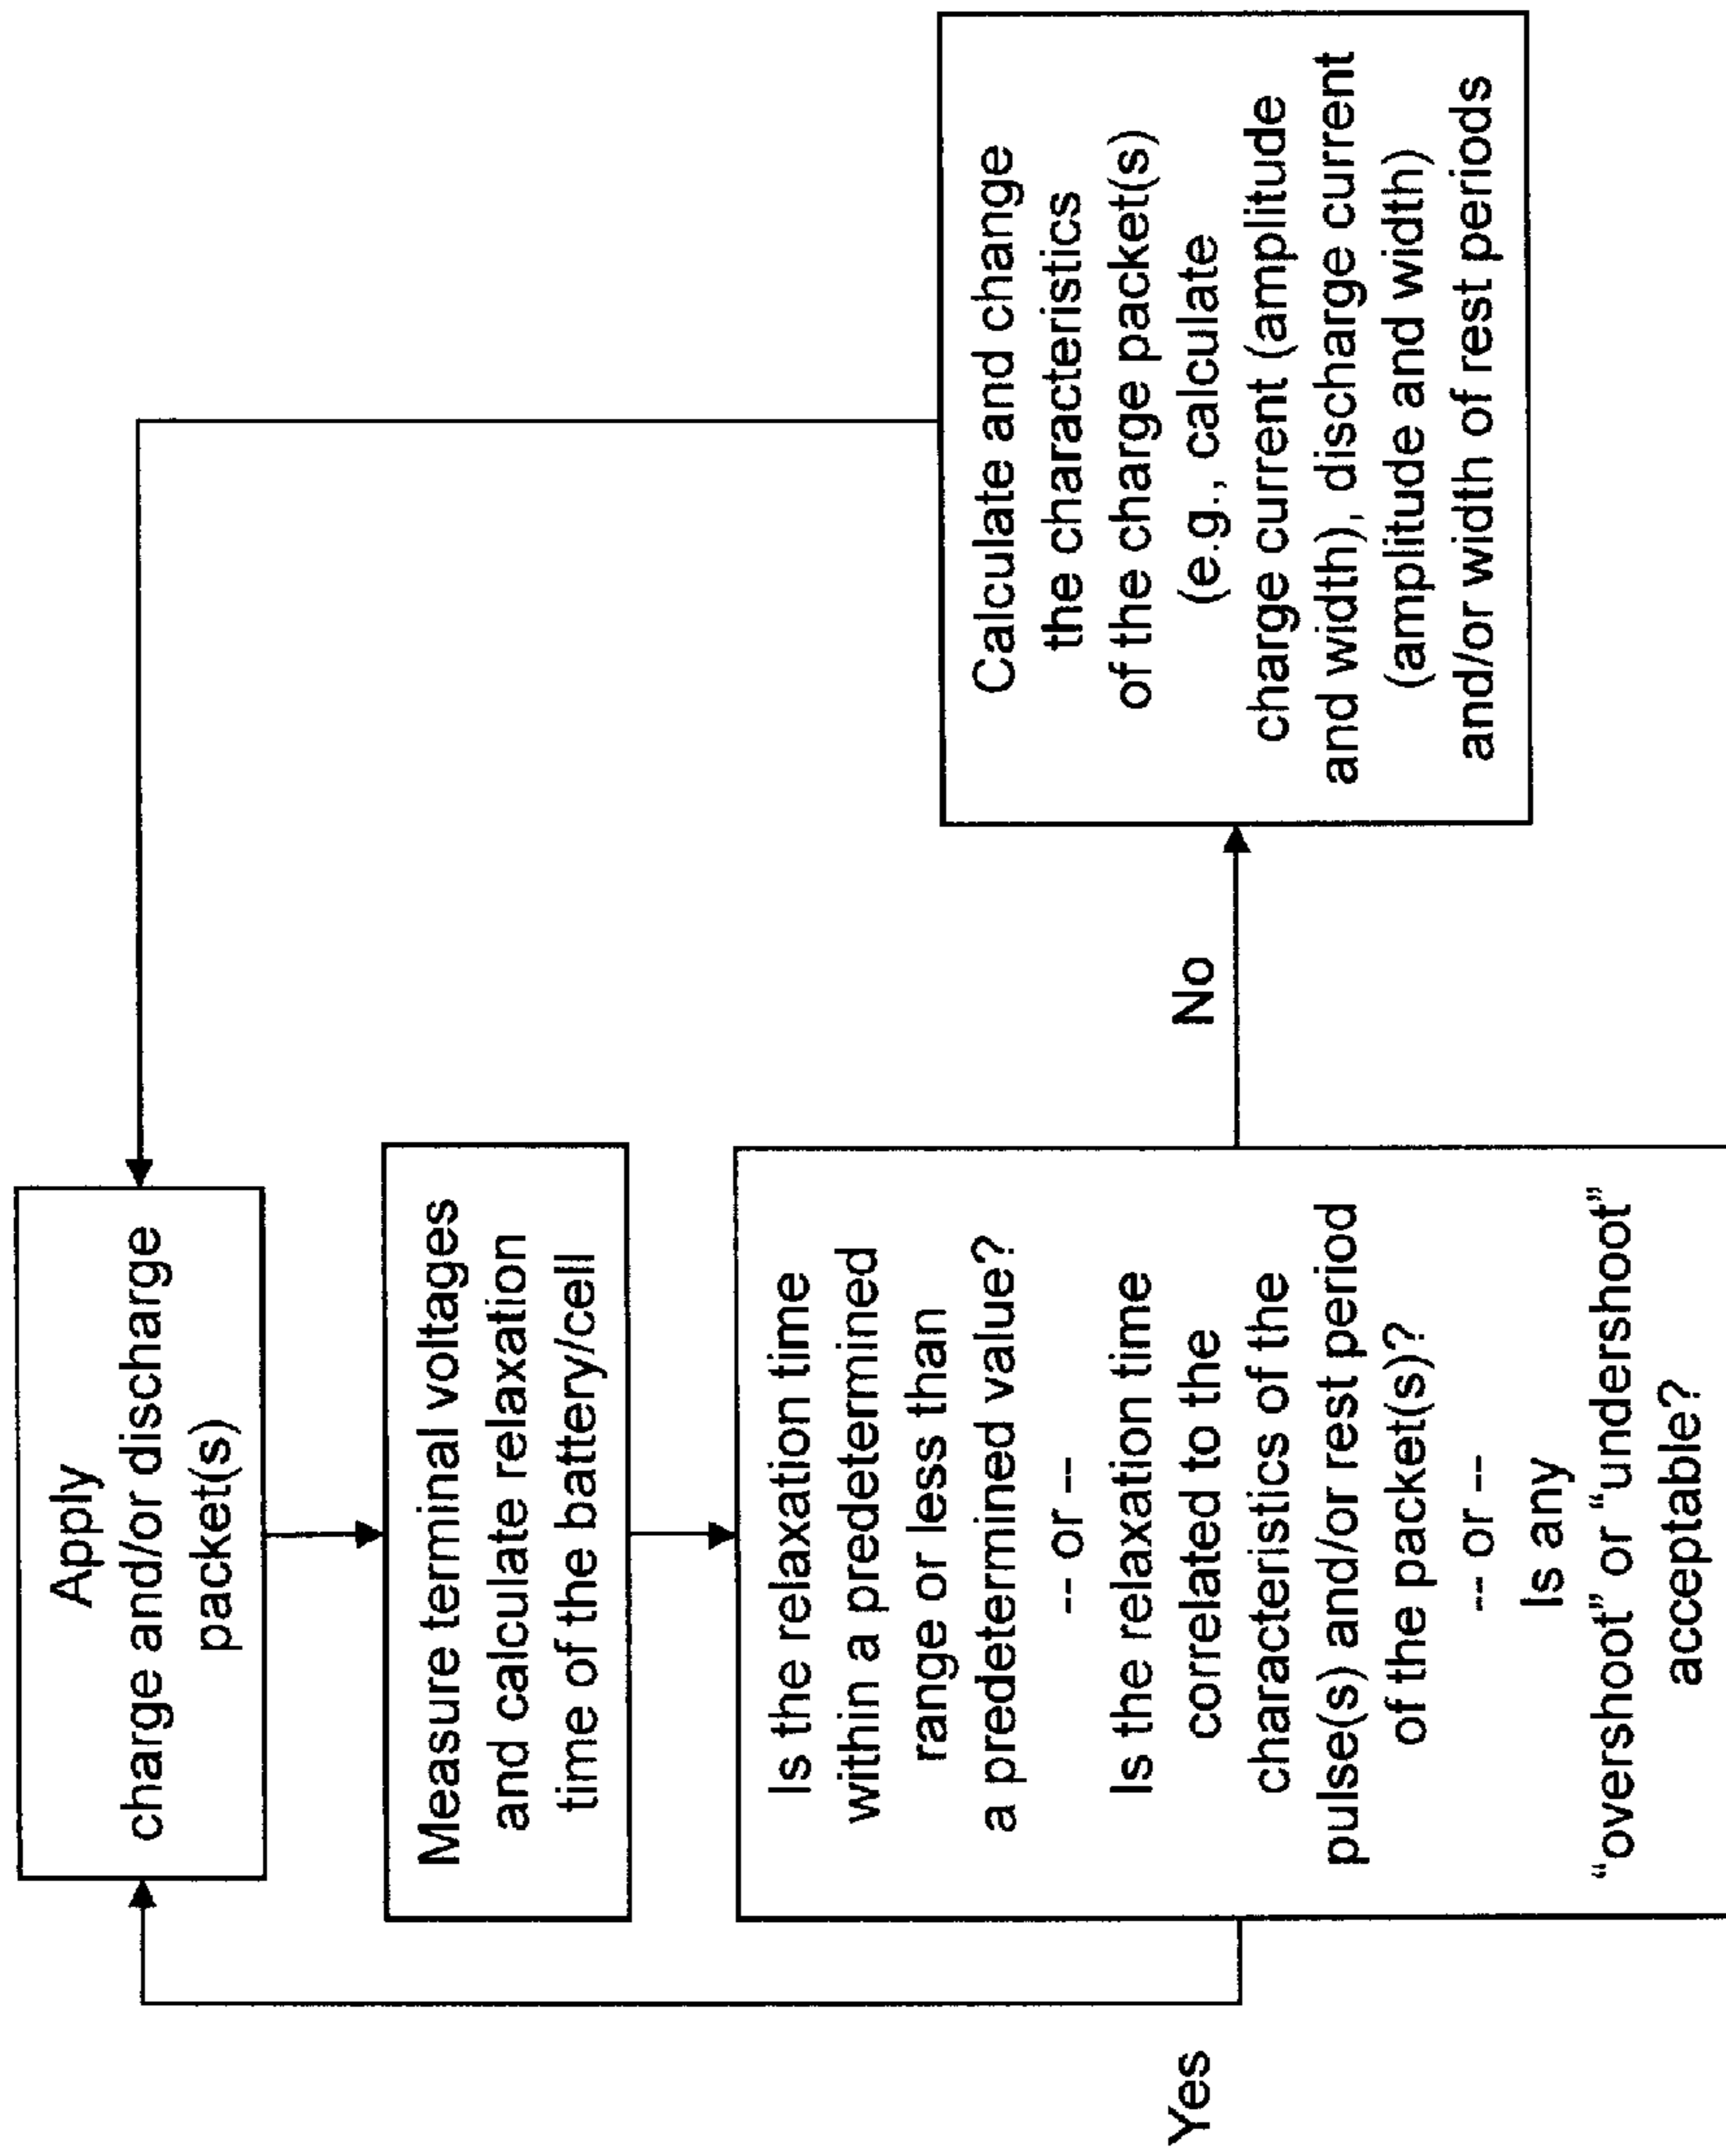 Apply
charge and/or discharge
packet(s)
Measure terminal voltages
and calculate relaxation
time of the battery/cell
Is the relaxation time
within a predetermined
range or less than
a predetermined value?
-- or --
Is the relaxation time
correlated to the
characteristics of the
pulse(s) and/or rest period
of the packet(s)?
-- or --
Is any
“overshoot” or “undershoot”
acceptable?
Yes
No
Calculate and change
the characteristics
of the charge packet(s)
(e.g., calculate
charge current (amplitude
and width), discharge current
(amplitude and width)
and/or width of rest periods